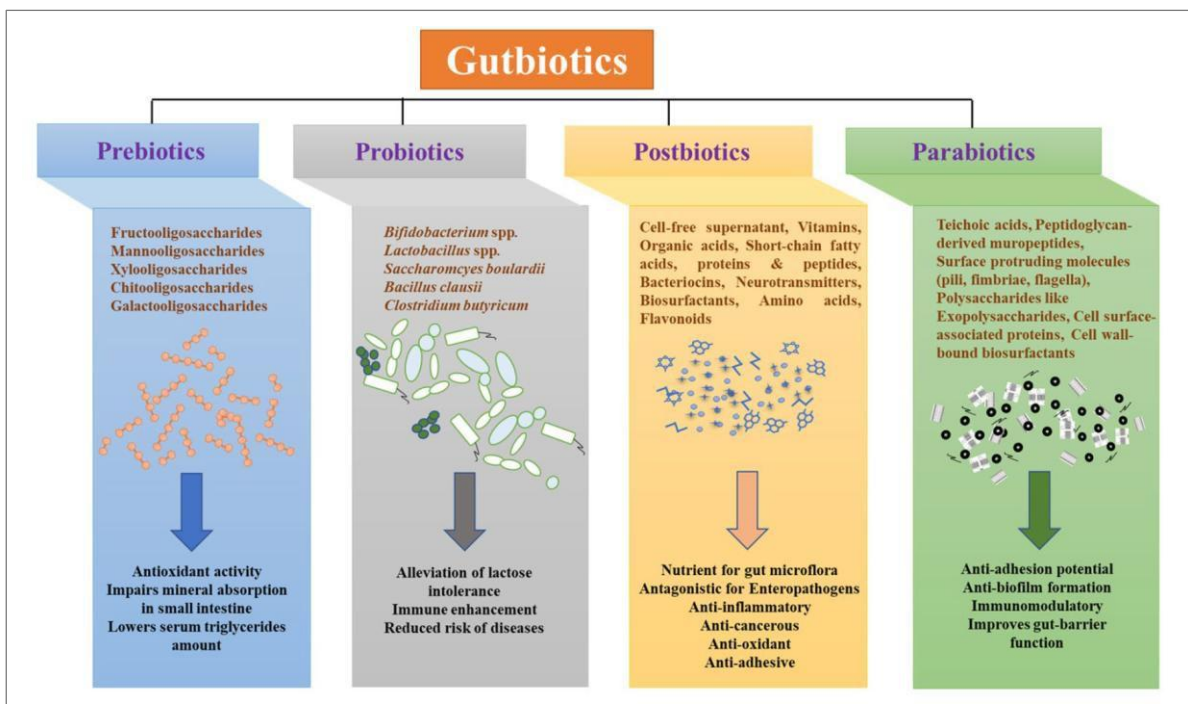 Gutbiotics
Prebiotics
Probiotics
Postbiotics
Parabiotics
Fructooligosaccharides
Mannooligosaccharides
Xylooligosaccharides
Chitooligosaccharides
Galactooligosaccharides
Bifidobacterium spp.
Lactobacillus spp.
Saccharomcyes boulardii
Bacillus clausii
Clostridium butyricum
Cell-free supernatant, Vitamins,
Organic acids, Short-chain fatty
acids, proteins & peptides,
Bacteriocins, Neurotransmitters,
Biosurfactants, Amino acids,
Flavonoids
Teichoic acids, Peptidoglycan-
derived muropeptides,
Surface protruding molecules
(pili, fimbriae, flagella),
Polysaccharides like
Exopolysaccharides, Cell surface-
associated proteins, Cell wall-
bound biosurfactants
Antioxidant activity
Impairs mineral absorption
in small intestine
Lowers serum triglycerides
amount
Alleviation of lactose
intolerance
Immune enhancement
Reduced risk of diseases
Nutrient for gut microflora
Antagonistic for Enteropathogens
Anti-inflammatory
Anti-cancerous
Anti-oxidant
Anti-adhesive
Anti-adhesion potential
Anti-biofilm formation
Immunomodulatory
Improves gut-barrier
function